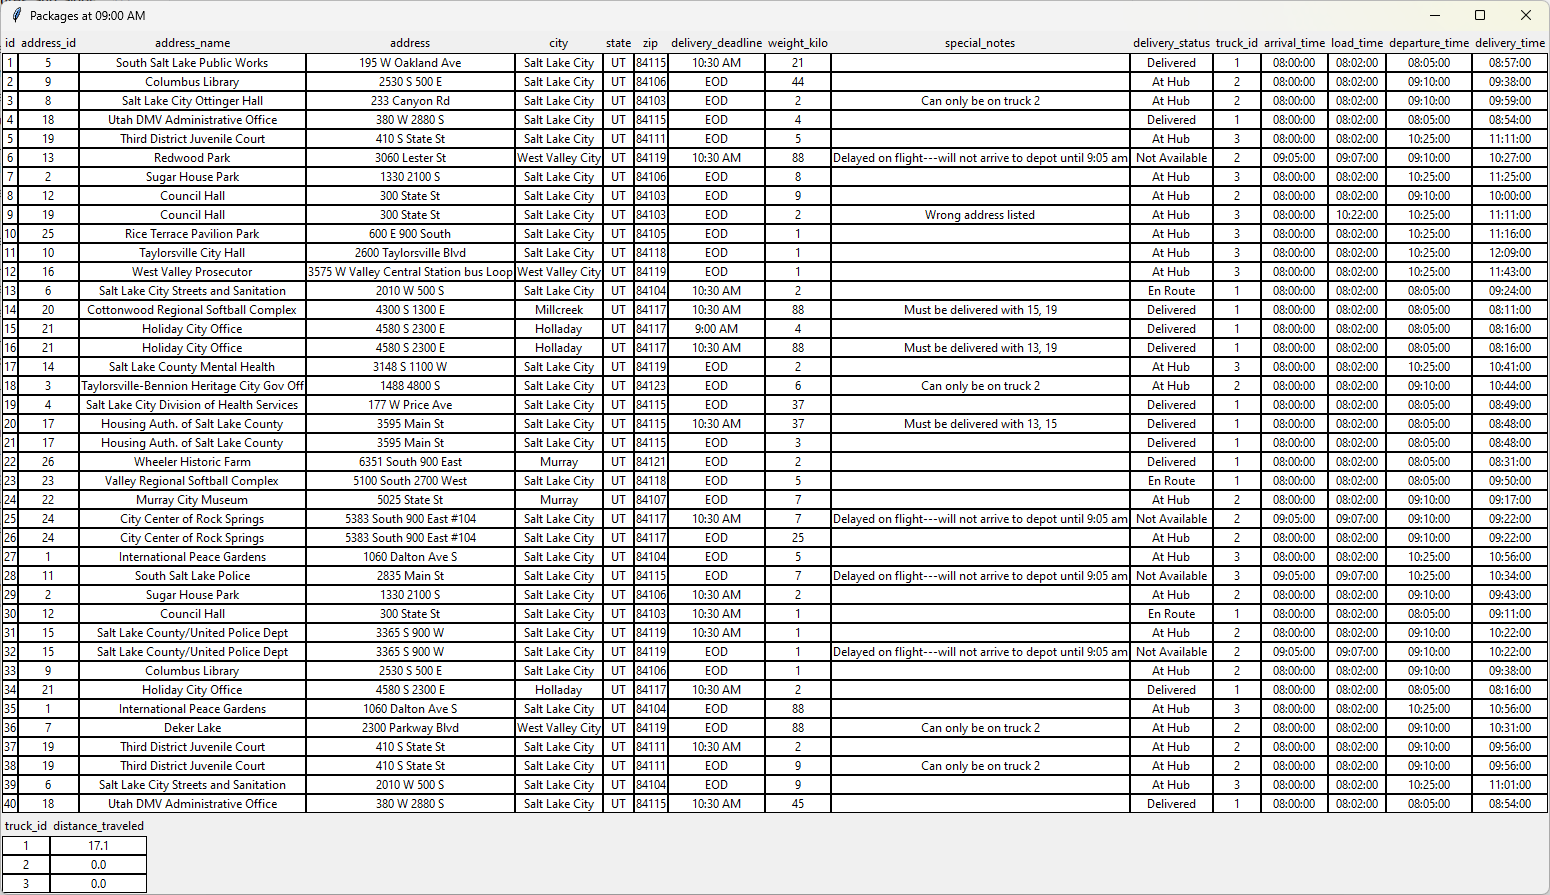 Packages at 09:00 AM
id address_id address_name address city state zip delivery_deadline weight_kilo special_notes delivery_status truck_id arrival_time load_time departure_time delivery_time
1 5 South Salt Lake Public Works 195 W Oakland Ave Salt Lake City UT 84115 10:30 AM 21 Delivered 1 08:00:00 08:02:00 08:05:00 08:57:00
2 9 Columbus Library 2530 S 500 E Salt Lake City UT 84106 EOD 44 At Hub 2 08:00:00 08:02:00 09:10:00 09:38:00
3 8 Salt Lake City Ottinger Hall 233 Canyon Rd Salt Lake City UT 84103 EOD 2 Can only be on truck 2 At Hub 2 08:00:00 08:02:00 09:10:00 09:59:00
4 18 Utah DMV Administrative Office 380 W 2880 S Salt Lake City UT 84115 EOD 4 Delivered 1 08:00:00 08:02:00 08:05:00 08:54:00
5 19 Third District Juvenile Court 410 S State St Salt Lake City UT 84111 EOD 5 At Hub 3 08:00:00 08:02:00 10:25:00 11:11:00
6 13 Redwood Park 3060 Lester St West Valley City UT 84119 10:30 AM 88 Delayed on flight---will not arrive to depot until 9:05 am Not Available 2 09:05:00 09:07:00 09:10:00 10:27:00
7 2 Sugar House Park 1330 2100 S Salt Lake City UT 84106 EOD 8 At Hub 3 08:00:00 08:02:00 10:25:00 11:25:00
8 12 Council Hall 300 State St Salt Lake City UT 84103 EOD 9 At Hub 2 08:00:00 08:02:00 09:10:00 10:00:00
9 19 Council Hall 300 State St Salt Lake City UT 84103 EOD 2 Wrong address listed At Hub 3 08:00:00 10:22:00 10:25:00 11:11:00
10 25 Rice Terrace Pavilion Park 600 E 900 South Salt Lake City UT 84105 EOD 1 At Hub 3 08:00:00 08:02:00 10:25:00 11:16:00
11 10 Taylorsville City Hall 2600 Taylorsville Blvd Salt Lake City UT 84118 EOD 1 At Hub 3 08:00:00 08:02:00 10:25:00 12:09:00
12 16 West Valley Prosecutor 3575 W Valley Central Station bus Loop West Valley City UT 84119 EOD 1 At Hub 3 08:00:00 08:02:00 10:25:00 11:43:00
13 6 Salt Lake City Streets and Sanitation 2010 W 500 S Salt Lake City UT 84104 10:30 AM 2 En Route 1 08:00:00 08:02:00 08:05:00 09:24:00
14 20 Cottonwood Regional Softball Complex 4300 S 1300 E Millcreek UT 84117 10:30 AM 88 Must be delivered with 15, 19 Delivered 1 08:00:00 08:02:00 08:05:00 08:11:00
15 21 Holiday City Office 4580 S 2300 E Holladay UT 84117 9:00 AM 4 Delivered 1 08:00:00 08:02:00 08:05:00 08:16:00
16 21 Holiday City Office 4580 S 2300 E Holladay UT 84117 10:30 AM 88 Must be delivered with 13, 19 Delivered 1 08:00:00 08:02:00 08:05:00 08:16:00
17 14 Salt Lake County Mental Health 3148 S 1100 W Salt Lake City UT 84119 EOD 2 At Hub 3 08:00:00 08:02:00 10:25:00 10:41:00
18 3 Taylorsville-Bennion Heritage City Gov Off 1488 4800 S Salt Lake City UT 84123 EOD 6 Can only be on truck 2 At Hub 2 08:00:00 08:02:00 09:10:00 10:44:00
19 4 Salt Lake City Division of Health Services 177 W Price Ave Salt Lake City UT 84115 EOD 37 Delivered 1 08:00:00 08:02:00 08:05:00 08:49:00
20 17 Housing Auth. of Salt Lake County 3595 Main St Salt Lake City UT 84115 10:30 AM 37 Must be delivered with 13, 15 Delivered 1 08:00:00 08:02:00 08:05:00 08:48:00
21 17 Housing Auth. of Salt Lake County 3595 Main St Salt Lake City UT 84115 EOD 3 Delivered 1 08:00:00 08:02:00 08:05:00 08:48:00
22 26 Wheeler Historic Farm 6351 South 900 East Murray UT 84121 EOD 2 Delivered 1 08:00:00 08:02:00 08:05:00 08:31:00
23 23 Valley Regional Softball Complex 5100 South 2700 West Salt Lake City UT 84118 EOD 5 En Route 1 08:00:00 08:02:00 08:05:00 09:50:00
24 22 Murray City Museum 5025 State St Murray UT 84107 EOD 7 At Hub 2 08:00:00 08:02:00 09:10:00 09:17:00
25 24 City Center of Rock Springs 5383 South 900 East #104 Salt Lake City UT 84117 10:30 AM 7 Delayed on flight---will not arrive to depot until 9:05 am Not Available 2 09:05:00 09:07:00 09:10:00 09:22:00
26 24 City Center of Rock Springs 5383 South 900 East #104 Salt Lake City UT 84117 EOD 25 At Hub 2 08:00:00 08:02:00 09:10:00 09:22:00
27 1 International Peace Gardens 1060 Dalton Ave S Salt Lake City UT 84104 EOD 5 At Hub 3 08:00:00 08:02:00 10:25:00 10:56:00
28 11 South Salt Lake Police 2835 Main St Salt Lake City UT 84115 EOD 7 Delayed on flight---will not arrive to depot until 9:05 am Not Available 3 09:05:00 09:07:00 10:25:00 10:34:00
29 2 Sugar House Park 1330 2100 S Salt Lake City UT 84106 10:30 AM 2 At Hub 2 08:00:00 08:02:00 09:10:00 09:43:00
30 12 Council Hall 300 State St Salt Lake City UT 84103 10:30 AM 1 En Route 1 08:00:00 08:02:00 08:05:00 09:11:00
31 15 Salt Lake County/United Police Dept 3365 S 900 W Salt Lake City UT 84119 10:30 AM 1 At Hub 2 08:00:00 08:02:00 09:10:00 10:22:00
32 15 Salt Lake County/United Police Dept 3365 S 900 W Salt Lake City UT 84119 EOD 1 Delayed on flight---will not arrive to depot until 9:05 am Not Available 2 09:05:00 09:07:00 09:10:00 10:22:00
33 9 Columbus Library 2530 S 500 E Salt Lake City UT 84106 EOD 1 At Hub 2 08:00:00 08:02:00 09:10:00 09:38:00
34 21 Holiday City Office 4580 S 2300 E Holladay UT 84117 10:30 AM 2 Delivered 1 08:00:00 08:02:00 08:05:00 08:16:00
35 1 International Peace Gardens 1060 Dalton Ave S Salt Lake City UT 84104 EOD 88 At Hub 3 08:00:00 08:02:00 10:25:00 10:56:00
36 7 Deker Lake 2300 Parkway Blvd West Valley City UT 84119 EOD 88 Can only be on truck 2 At Hub 2 08:00:00 08:02:00 09:10:00 10:31:00
37 19 Third District Juvenile Court 410 S State St Salt Lake City UT 84111 10:30 AM 2 At Hub 2 08:00:00 08:02:00 09:10:00 09:56:00
38 19 Third District Juvenile Court 410 S State St Salt Lake City UT 84111 EOD 9 Can only be on truck 2 At Hub 2 08:00:00 08:02:00 09:10:00 09:56:00
39 6 Salt Lake City Streets and Sanitation 2010 W 500 S Salt Lake City UT 84104 EOD 9 At Hub 3 08:00:00 08:02:00 10:25:00 11:01:00
40 18 Utah DMV Administrative Office 380 W 2880 S Salt Lake City UT 84115 10:30 AM 45 Delivered 1 08:00:00 08:02:00 08:05:00 08:54:00
truck_id distance_traveled
1 17.1
2 0.0
3 0.0